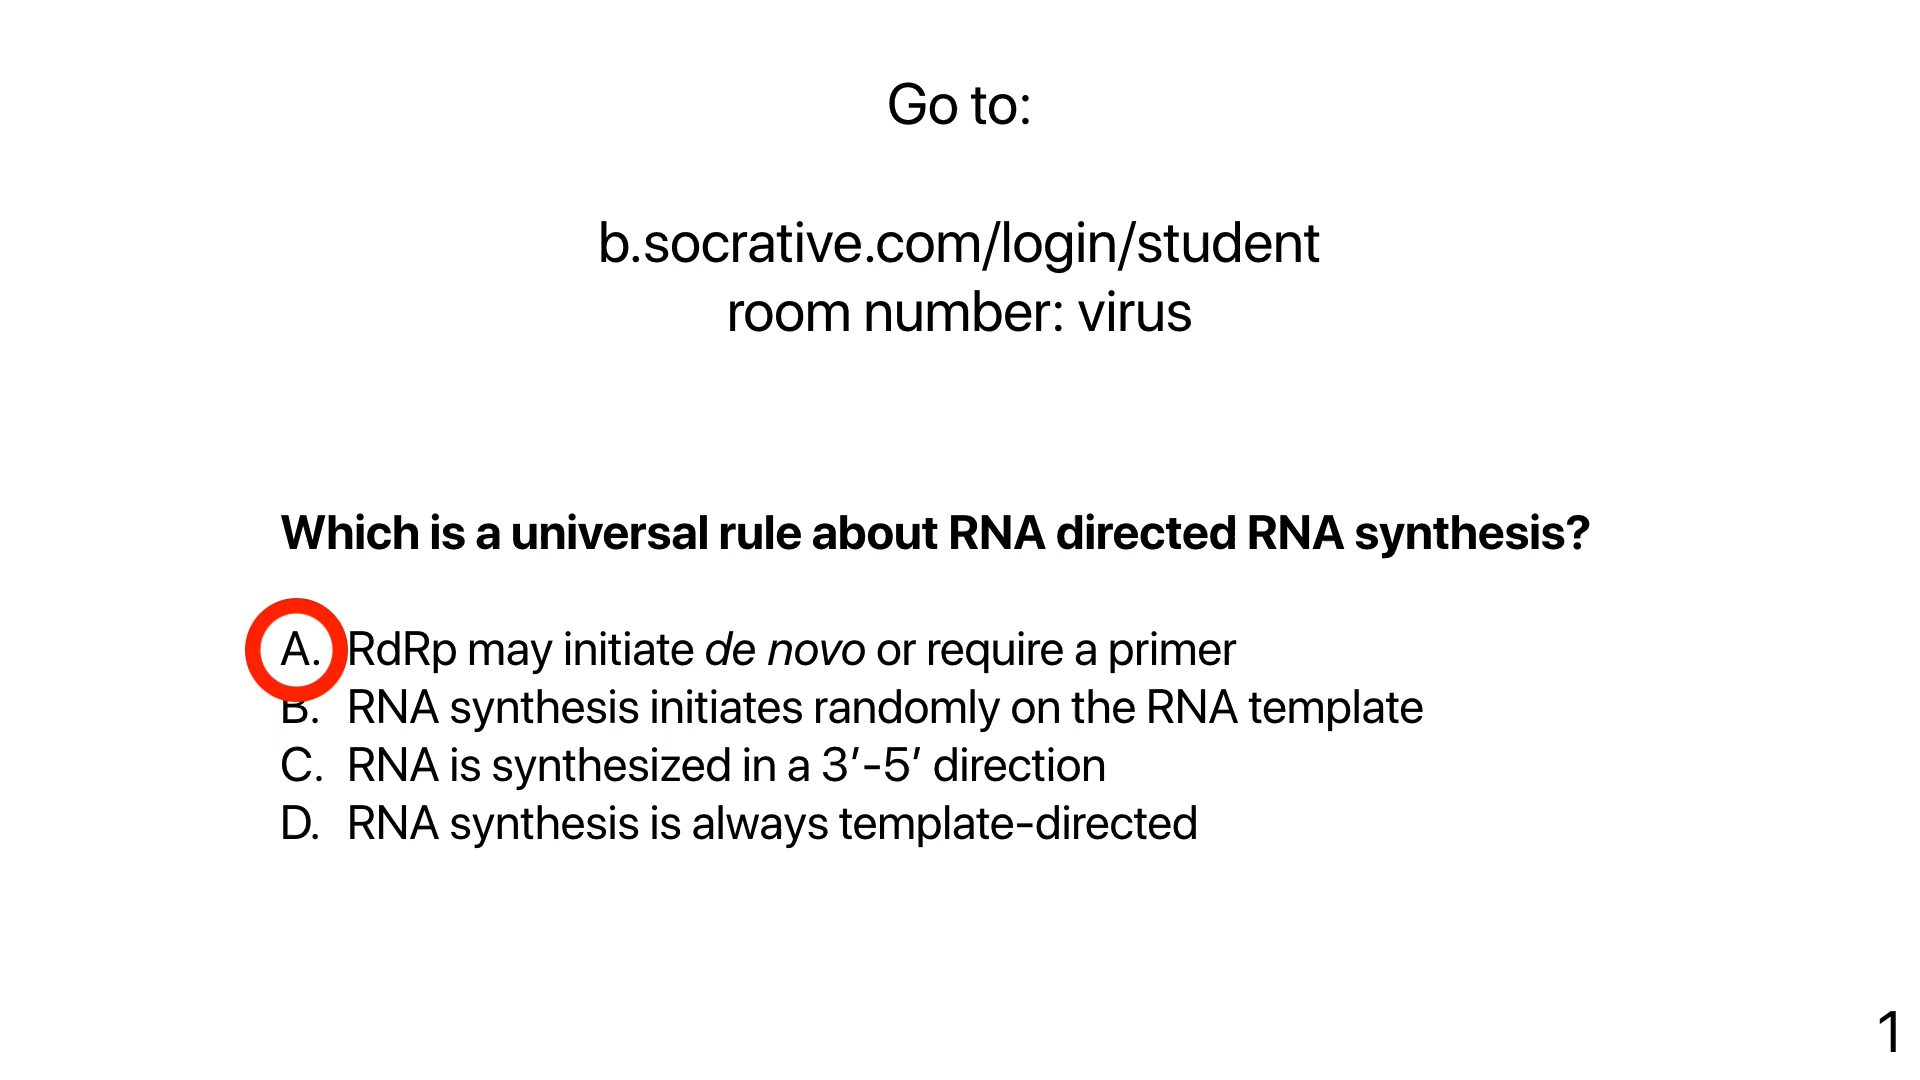 Go to:
b.socrative.com/login/student
room number: virus
Which is a universal rule about RNA directed RNA synthesis?
A. RdRp may initiate de novo or require a primer
B. RNA synthesis initiates randomly on the RNA template
C. RNA is synthesized in a 3′-5′ direction
D. RNA synthesis is always template-directed
1